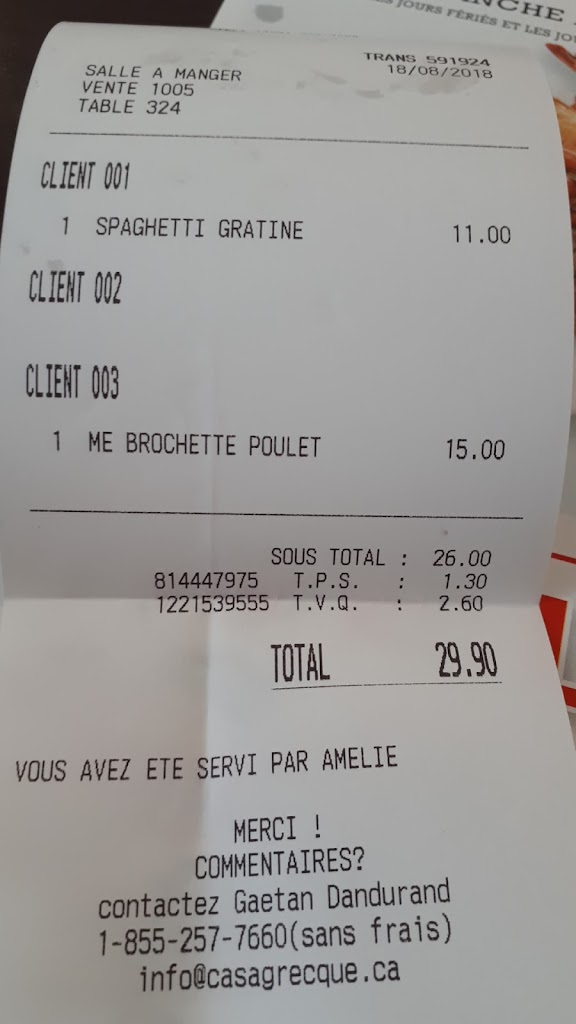 NCHE
S JOURS FÉRIÉS ET LES JO
TRANS 591924
18/08/2018
SALLE A MANGER
VENTE 1005
TABLE 324
CLIENT 001
1 SPAGHETTI GRATINE 11.00
CLIENT 002
CLIENT 003
1 ME BROCHETTE POULET 15.00
SOUS TOTAL : 26.00
814447975 T.P.S. : 1.30
1221539555 T.V.Q. : 2.60
TOTAL 29.90
VOUS AVEZ ETE SERVI PAR AMELIE
MERCI !
COMMENTAIRES?
contactez Gaetan Dandurand
1-855-257-7660(sans frais)
info@casagrecque.ca